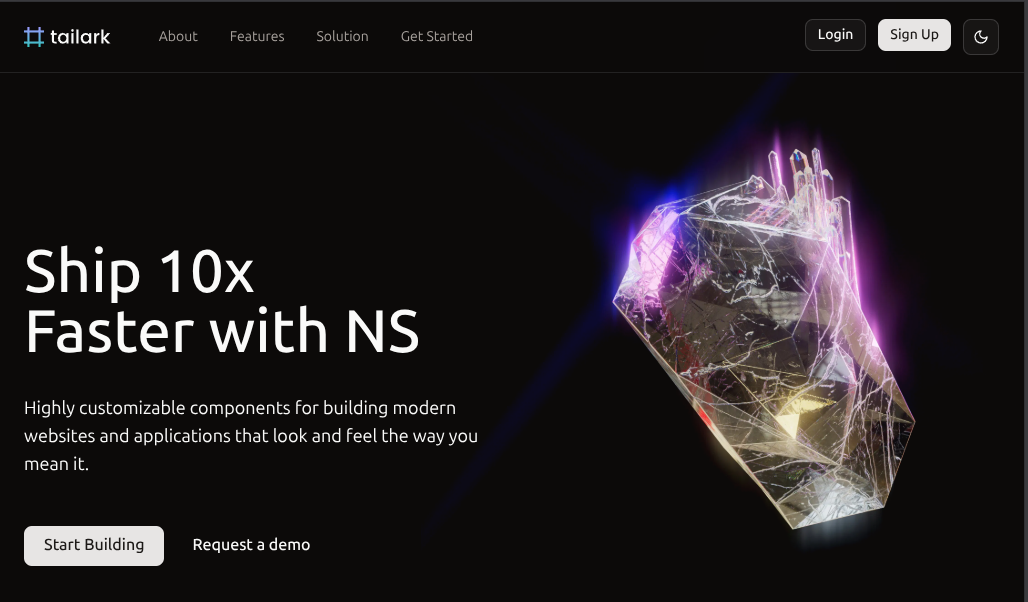 tailark
About
Features
Solution
Get Started
Login
Sign Up
Ship 10x
Faster with NS
Highly customizable components for building modern
websites and applications that look and feel the way you
mean it.
Start Building
Request a demo